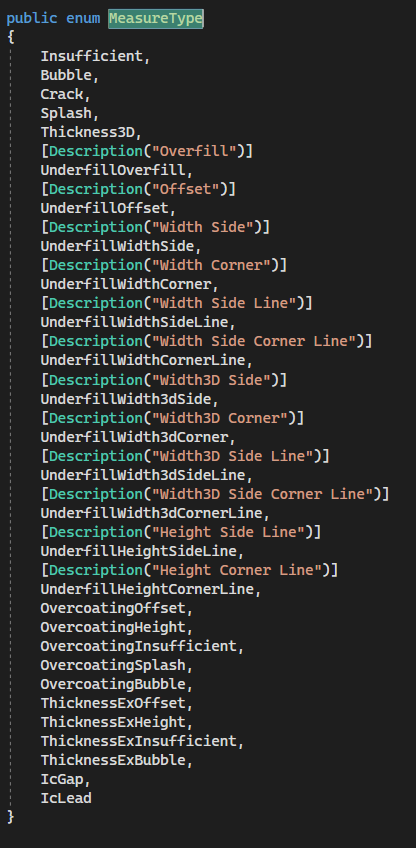 public enum MeasureType
{
Insufficient,
Bubble,
Crack,
Splash,
Thickness3D,
[Description("Overfill")]
UnderfillOverfill,
[Description("Offset")]
UnderfillOffset,
[Description("Width Side")]
UnderfillWidthSide,
[Description("Width Corner")]
UnderfillWidthCorner,
[Description("Width Side Line")]
UnderfillWidthSideLine,
[Description("Width Side Corner Line")]
UnderfillWidthCornerLine,
[Description("Width3D Side")]
UnderfillWidth3dSide,
[Description("Width3D Corner")]
UnderfillWidth3dCorner,
[Description("Width3D Side Line")]
UnderfillWidth3dSideLine,
[Description("Width3D Side Corner Line")]
UnderfillWidth3dCornerLine,
[Description("Height Side Line")]
UnderfillHeightSideLine,
[Description("Height Corner Line")]
UnderfillHeightCornerLine,
OvercoatingOffset,
OvercoatingHeight,
OvercoatingInsufficient,
OvercoatingSplash,
OvercoatingBubble,
ThicknessExOffset,
ThicknessExHeight,
ThicknessExInsufficient,
ThicknessExBubble,
IcGap,
IcLead
}